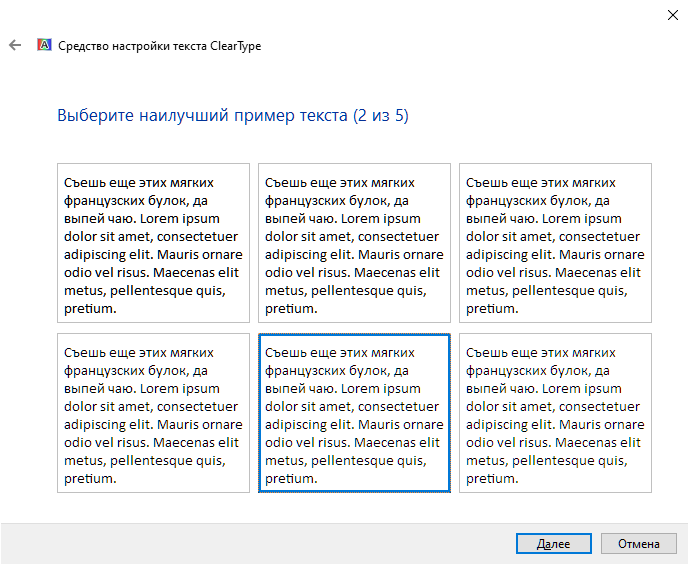 Средство настройки текста ClearType
Выберите наилучший пример текста (2 из 5)
Съешь еще этих мягких
французских булок, да
выпей чаю. Lorem ipsum
dolor sit amet, consectetuer
adipiscing elit. Mauris ornare
odio vel risus. Maecenas elit
metus, pellentesque quis,
pretium.
Съешь еще этих мягких
французских булок, да
выпей чаю. Lorem ipsum
dolor sit amet, consectetuer
adipiscing elit. Mauris ornare
odio vel risus. Maecenas elit
metus, pellentesque quis,
pretium.
Съешь еще этих мягких
французских булок, да
выпей чаю. Lorem ipsum
dolor sit amet, consectetuer
adipiscing elit. Mauris ornare
odio vel risus. Maecenas elit
metus, pellentesque quis,
pretium.
Съешь еще этих мягких
французских булок, да
выпей чаю. Lorem ipsum
dolor sit amet, consectetuer
adipiscing elit. Mauris ornare
odio vel risus. Maecenas elit
metus, pellentesque quis,
pretium.
Съешь еще этих мягких
французских булок, да
выпей чаю. Lorem ipsum
dolor sit amet, consectetuer
adipiscing elit. Mauris ornare
odio vel risus. Maecenas elit
metus, pellentesque quis,
pretium.
Съешь еще этих мягких
французских булок, да
выпей чаю. Lorem ipsum
dolor sit amet, consectetuer
adipiscing elit. Mauris ornare
odio vel risus. Maecenas elit
metus, pellentesque quis,
pretium.
Далее
Отмена